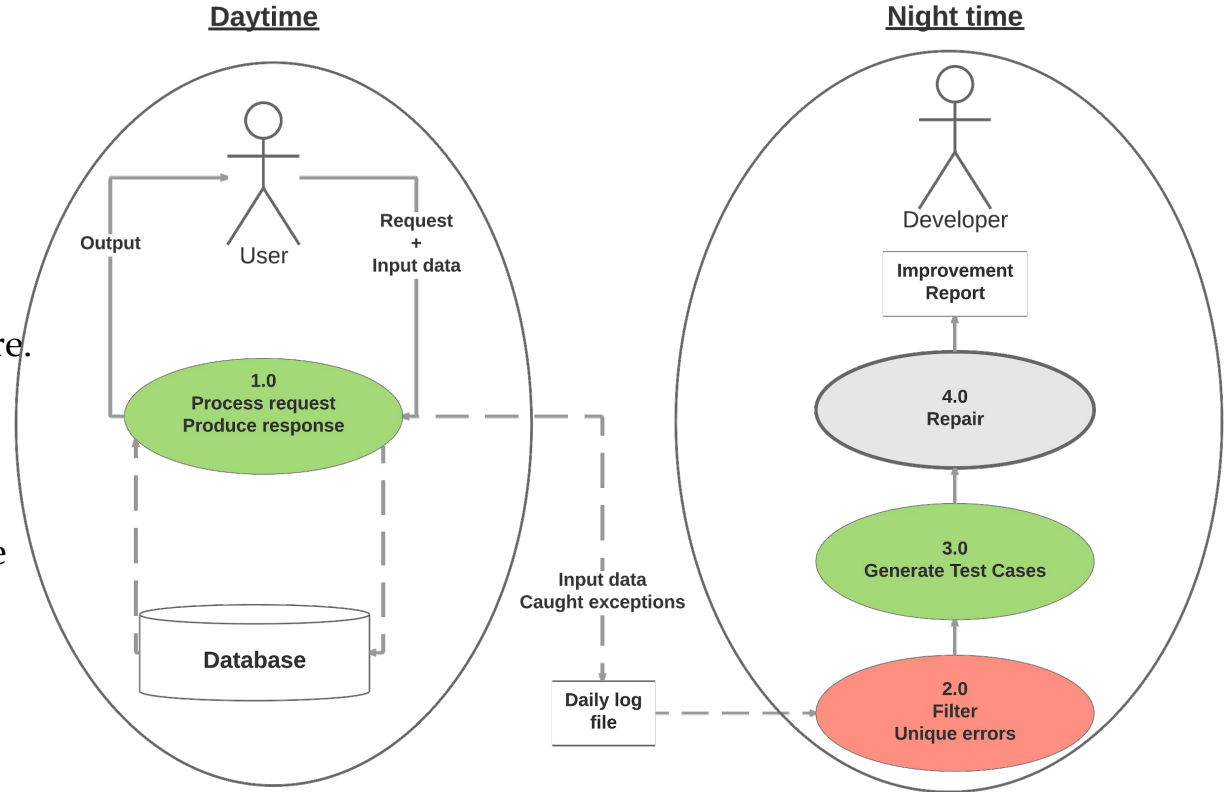 Daytime
Output
User
Request
+
Input data
re.
1.0
Process request
Produce response
e
Database
Input data
Caught exceptions
Daily log
file
Night time
Developer
Improvement
Report
4.0
Repair
3.0
Generate Test Cases
2.0
Filter
Unique errors